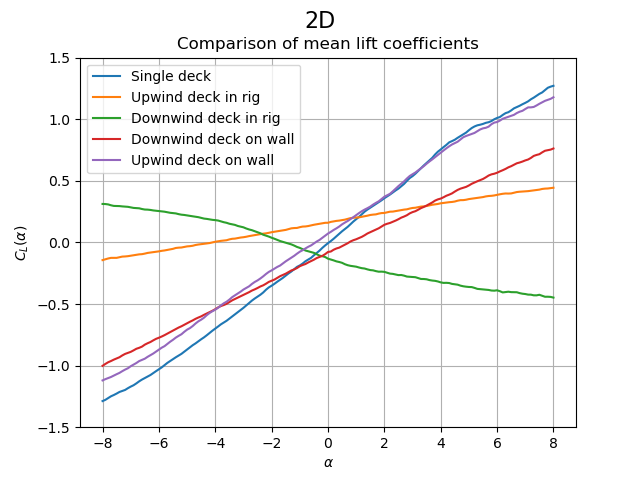 2D
Comparison of mean lift coefficients
Single deck
Upwind deck in rig
Downwind deck in rig
Downwind deck on wall
Upwind deck on wall
1.5
1.0
0.5
0.0
−0.5
−1.0
−1.5
C_L(α)
−8 −6 −4 −2 0 2 4 6 8
α